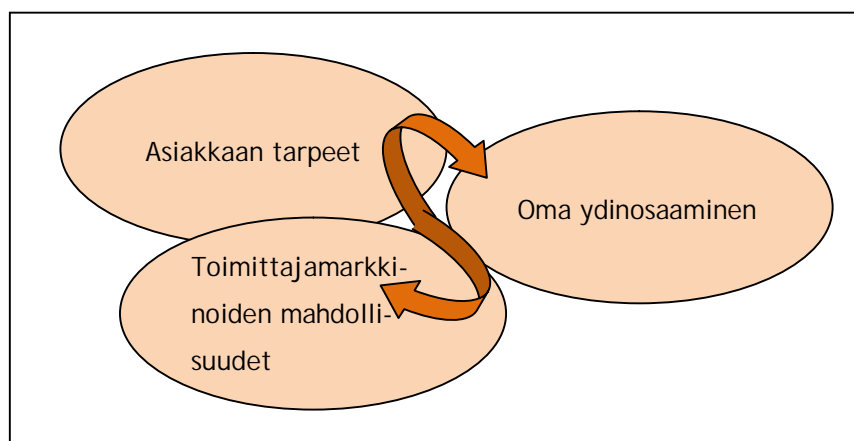 Asiakkaan tarpeet
Oma ydinosaaminen
Toimittajamarkki-
noiden mahdolli-
suudet